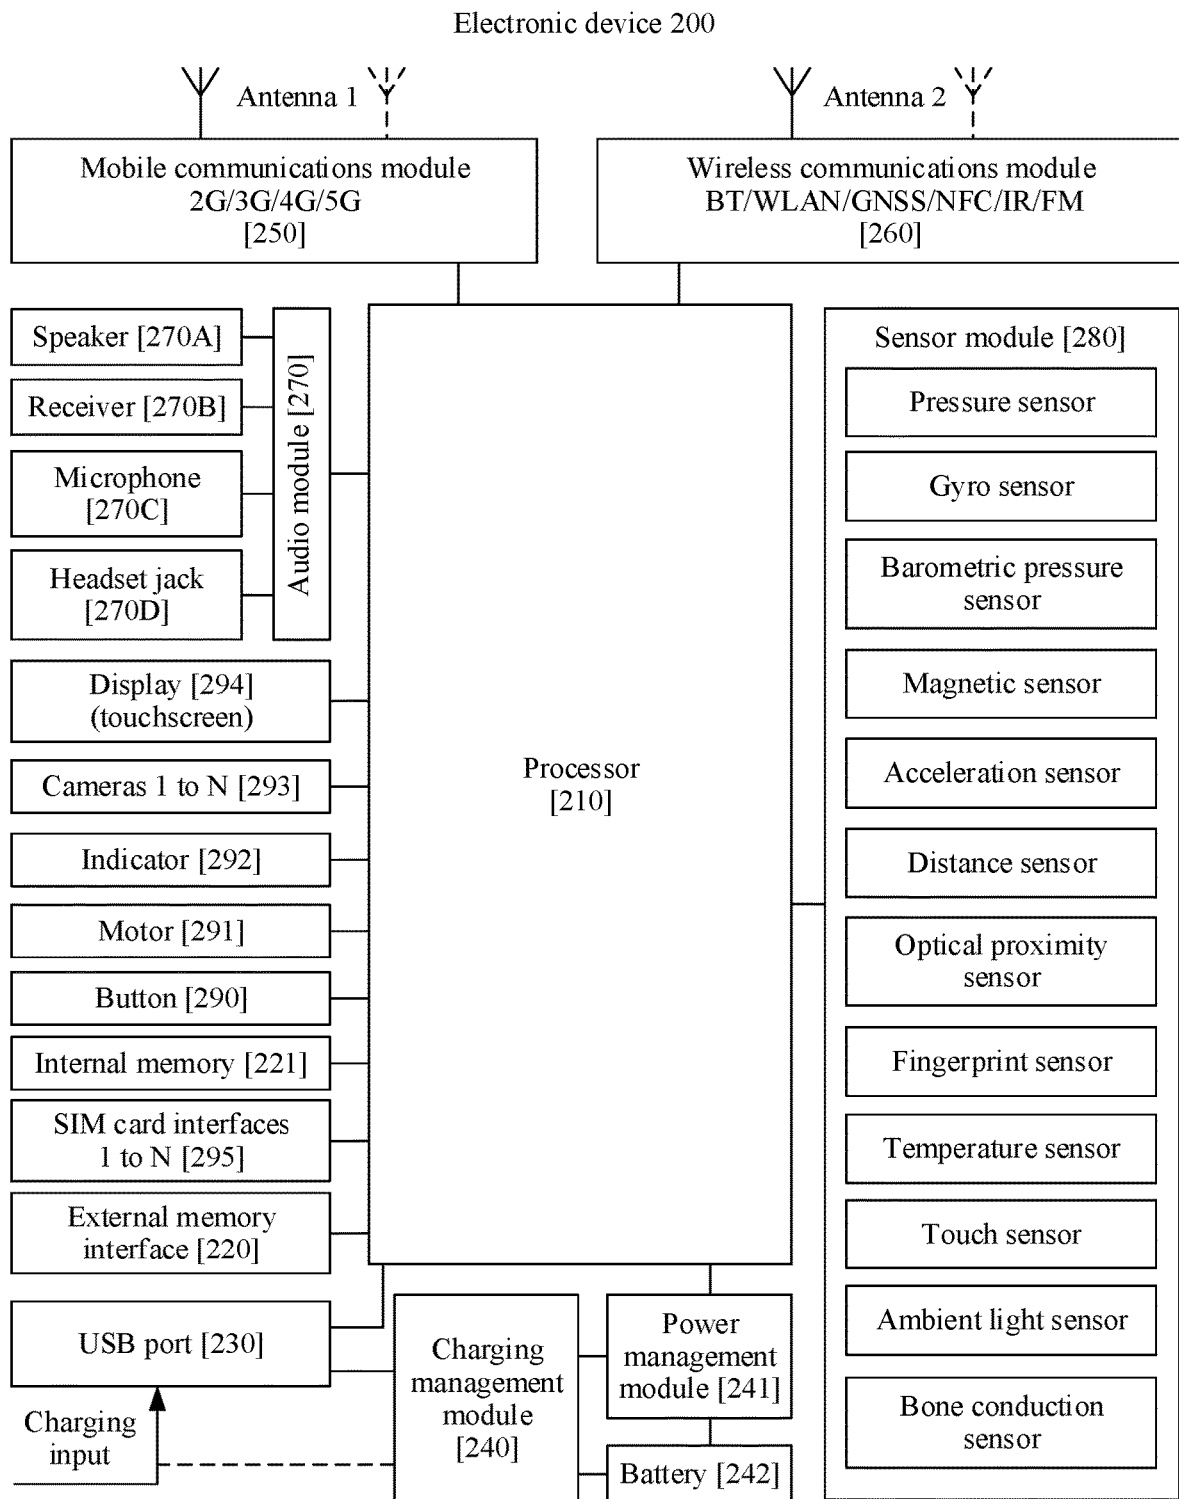 Electronic device 200
Antenna 1
Antenna 2
Mobile communications module
2G/3G/4G/5G
[250]
Wireless communications module
BT/WLAN/GNSS/NFC/IR/FM
[260]
Speaker [270A]
Receiver [270B]
Microphone
[270C]
Headset jack
[270D]
Audio module [270]
Display [294]
(touchscreen)
Cameras 1 to N [293]
Indicator [292]
Motor [291]
Button [290]
Internal memory [221]
SIM card interfaces
1 to N [295]
External memory
interface [220]
USB port [230]
Charging
input
Processor
[210]
Charging
management
module
[240]
Power
management
module [241]
Battery [242]
Sensor module [280]
Pressure sensor
Gyro sensor
Barometric pressure
sensor
Magnetic sensor
Acceleration sensor
Distance sensor
Optical proximity
sensor
Fingerprint sensor
Temperature sensor
Touch sensor
Ambient light sensor
Bone conduction
sensor